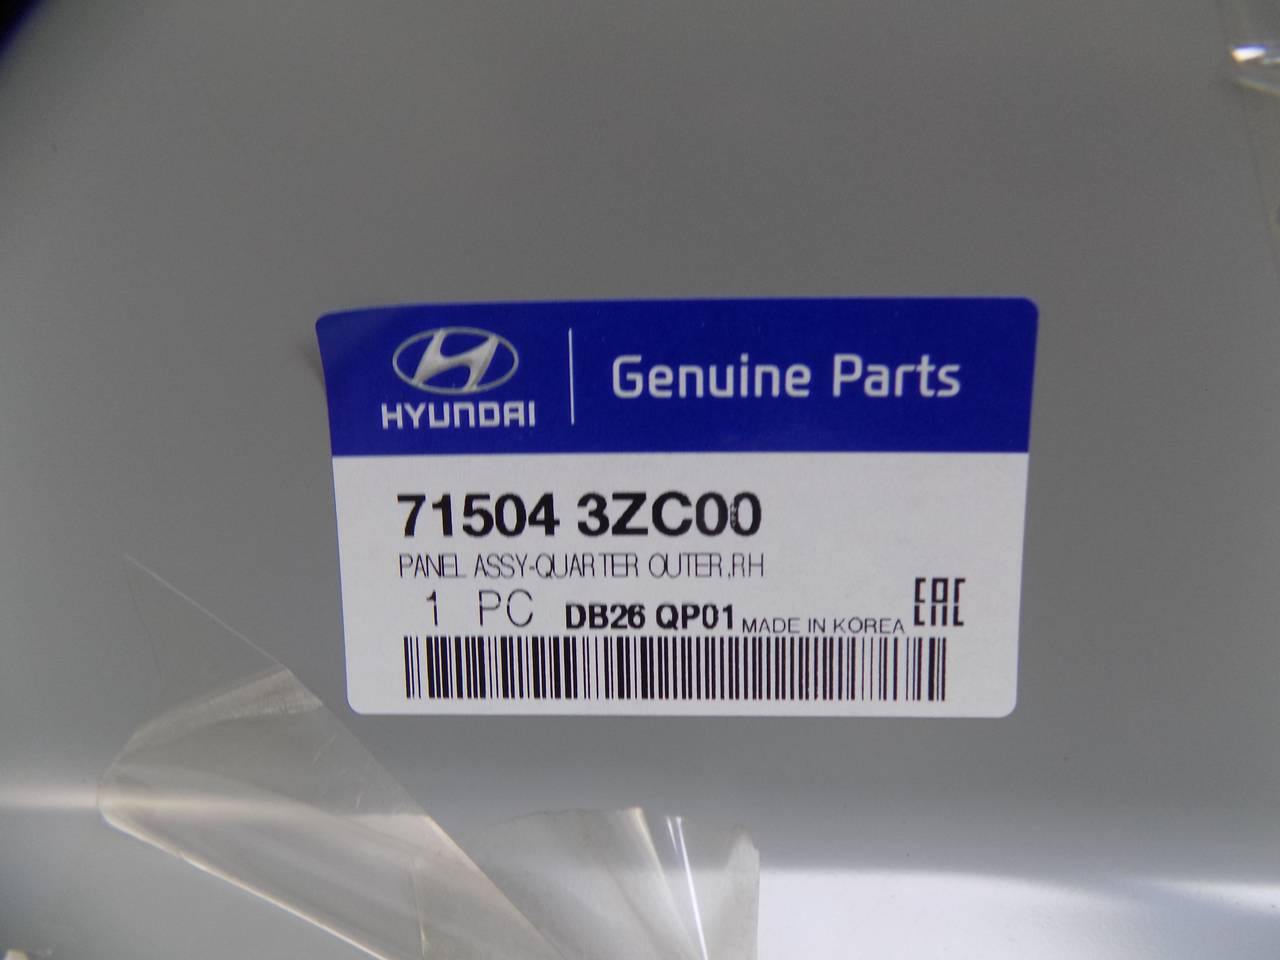 HYUNDAI
Genuine Parts
71504 3ZC00
PANEL ASSY-QUARTER OUTER,RH
1 PC DB26 QP01 MADE IN KOREA EAC